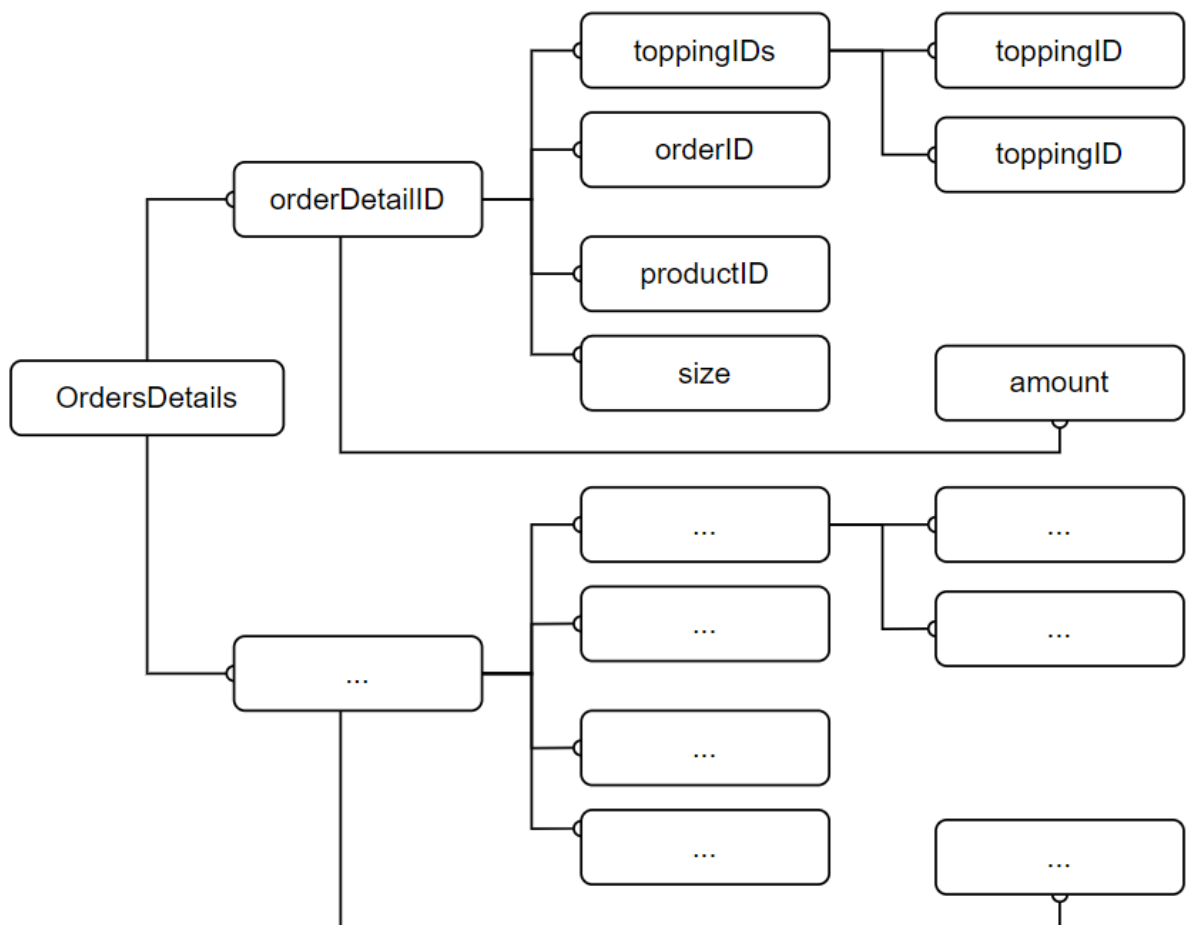 toppingIDs
toppingID
orderID
toppingID
orderDetailID
productID
size
amount
OrdersDetails
...
...
...
...
...
...
...
...